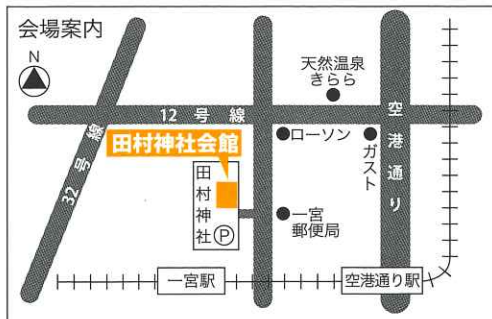 会場案内
N
天然温泉
きらら
12号線
空港通り
32号線
田村神社会館
ローソン
ガスト
田村神社
P
一宮
郵便局
一宮駅
空港通り駅